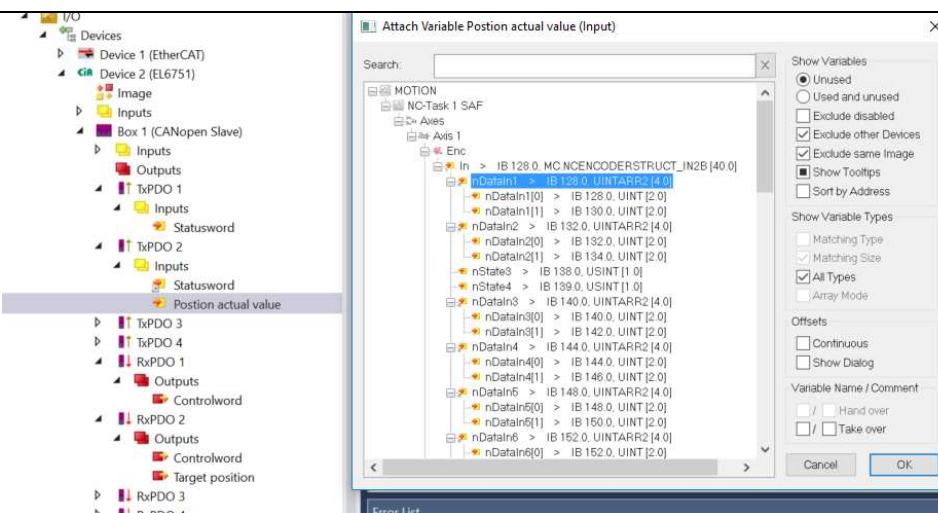 I/O
Devices
Device 1 (EtherCAT)
CiA Device 2 (EL6751)
Image
Inputs
Box 1 (CANopen Slave)
Inputs
Outputs
TxPDO 1
Inputs
Statusword
TxPDO 2
Inputs
Statusword
Postion actual value
TxPDO 3
TxPDO 4
RxPDO 1
Outputs
Controlword
RxPDO 2
Outputs
Controlword
Target position
RxPDO 3
Attach Variable Postion actual value (Input)
Search:
MOTION
NC-Task 1 SAF
Axes
Axis 1
Enc
In > IB 128.0, MC.NCENCODERSTRUCT_IN2B [40.0]
nDataIn1 > IB 128.0, UINTARR2 [4.0]
nDataIn1[0] > IB 128.0, UINT [2.0]
nDataIn1[1] > IB 130.0, UINT [2.0]
nDataIn2 > IB 132.0, UINTARR2 [4.0]
nDataIn2[0] > IB 132.0, UINT [2.0]
nDataIn2[1] > IB 134.0, UINT [2.0]
nState3 > IB 138.0, USINT [1.0]
nState4 > IB 139.0, USINT [1.0]
nDataIn3 > IB 140.0, UINTARR2 [4.0]
nDataIn3[0] > IB 140.0, UINT [2.0]
nDataIn3[1] > IB 142.0, UINT [2.0]
nDataIn4 > IB 144.0, UINTARR2 [4.0]
nDataIn4[0] > IB 144.0, UINT [2.0]
nDataIn4[1] > IB 146.0, UINT [2.0]
nDataIn5 > IB 148.0, UINTARR2 [4.0]
nDataIn5[0] > IB 148.0, UINT [2.0]
nDataIn5[1] > IB 150.0, UINT [2.0]
nDataIn6 > IB 152.0, UINTARR2 [4.0]
nDataIn6[0] > IB 152.0, UINT [2.0]
Show Variables
Unused
Used and unused
Exclude disabled
Exclude other Devices
Exclude same Image
Show Tooltips
Sort by Address
Show Variable Types
Matching Type
Matching Size
All Types
Array Mode
Offsets
Continuous
Show Dialog
Variable Name / Comment
/ Hand over
/ Take over
Cancel
OK
Error List